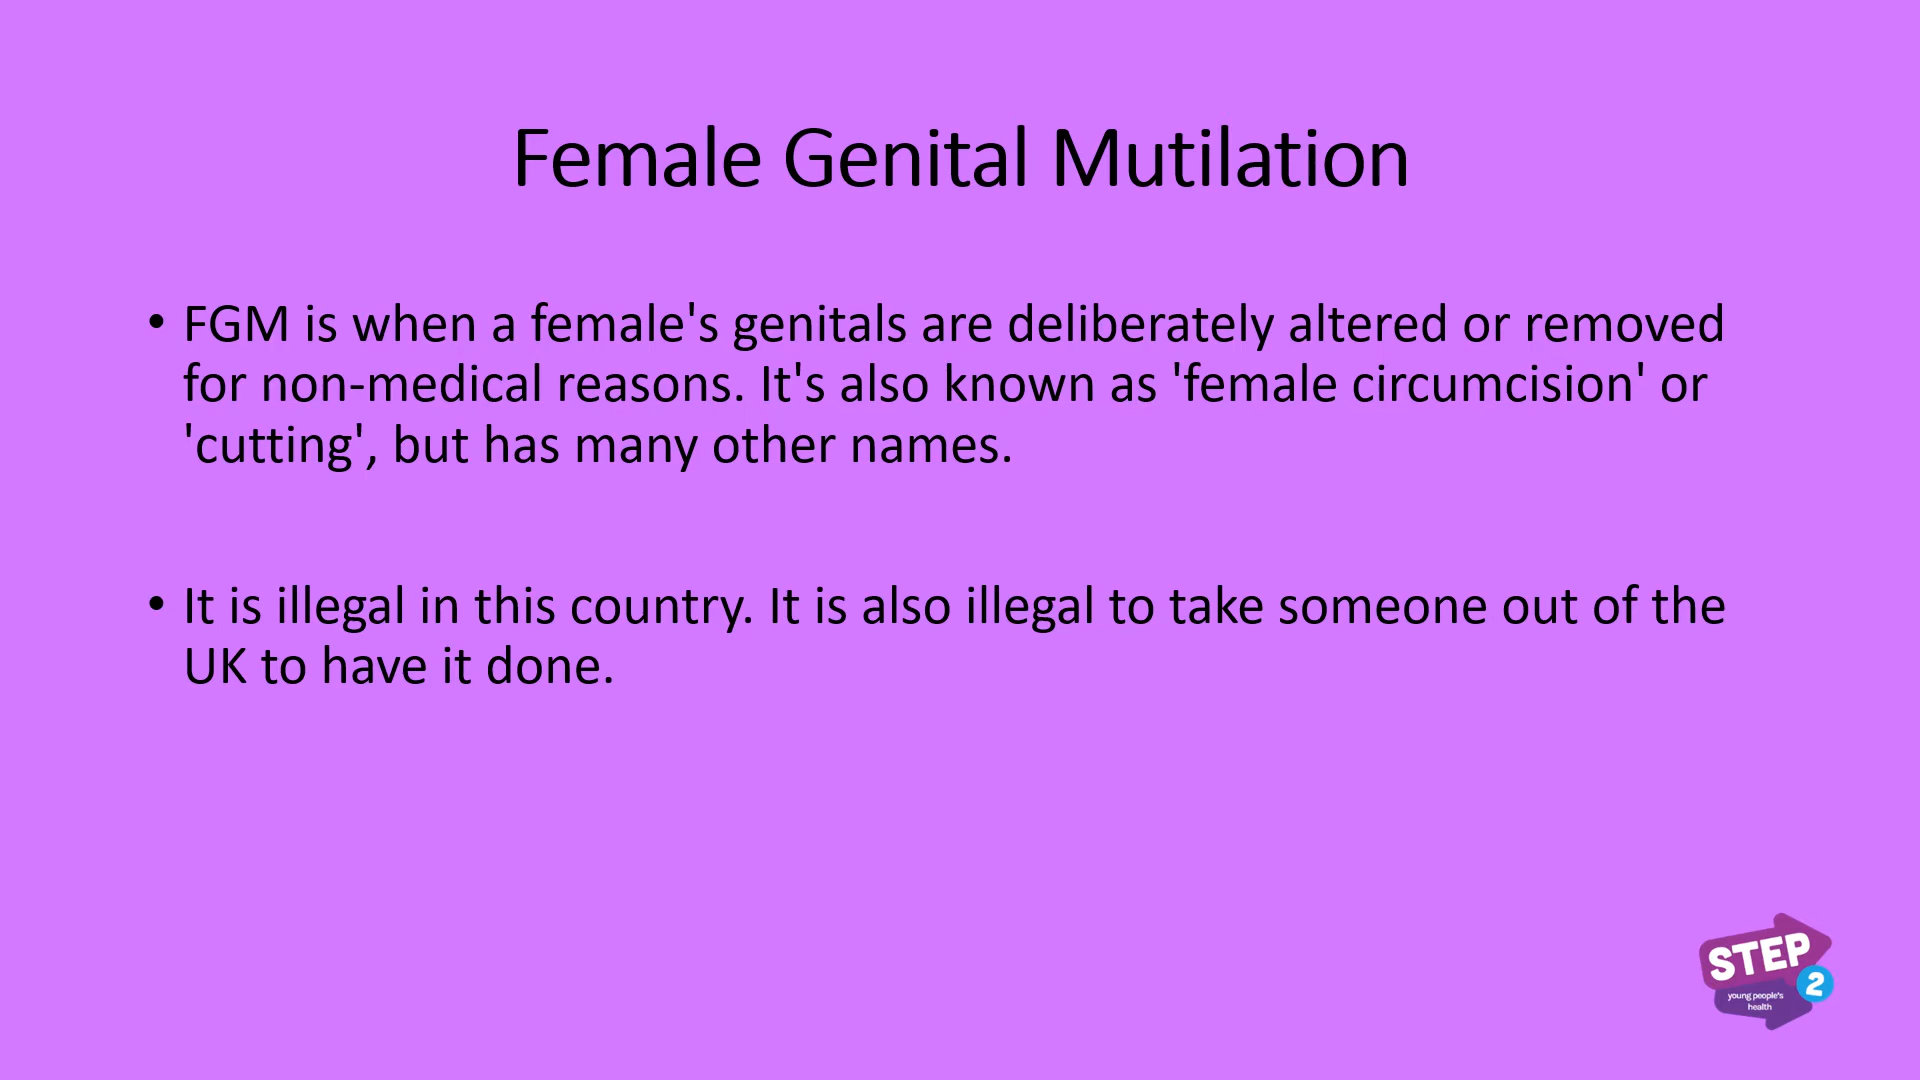 Female Genital Mutilation
• FGM is when a female's genitals are deliberately altered or removed
for non-medical reasons. It's also known as 'female circumcision' or
'cutting', but has many other names.
• It is illegal in this country. It is also illegal to take someone out of the
UK to have it done.
STEP
2
young people's
health